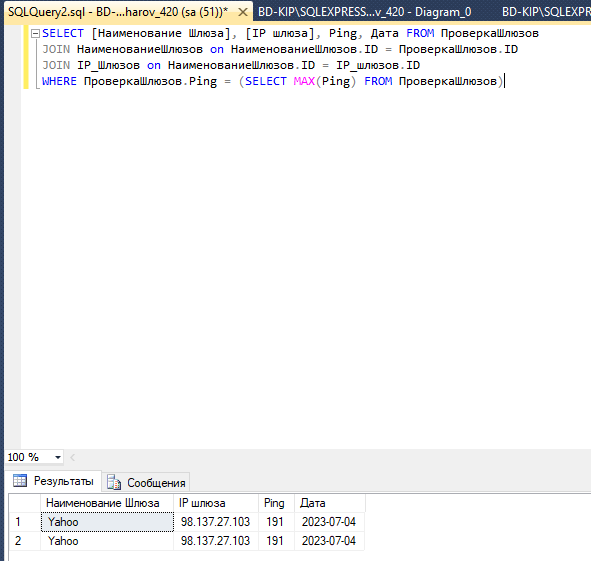 SQLQuery2.sql - BD-...harov_420 (sa (51))* BD-KIP\SQLEXPRESS...v_420 - Diagram_0 BD-KIP\SQLEXPR
SELECT [Наименование Шлюза], [IP шлюза], Ping, Дата FROM ПроверкаШлюзов
JOIN НаименованиеШлюзов on НаименованиеШлюзов.ID = ПроверкаШлюзов.ID
JOIN IP_Шлюзов on НаименованиеШлюзов.ID = IP_шлюзов.ID
WHERE ПроверкаШлюзов.Ping = (SELECT MAX(Ping) FROM ПроверкаШлюзов)
100 %
Результаты Сообщения
Наименование Шлюза IP шлюза Ping Дата
1 Yahoo 98.137.27.103 191 2023-07-04
2 Yahoo 98.137.27.103 191 2023-07-04